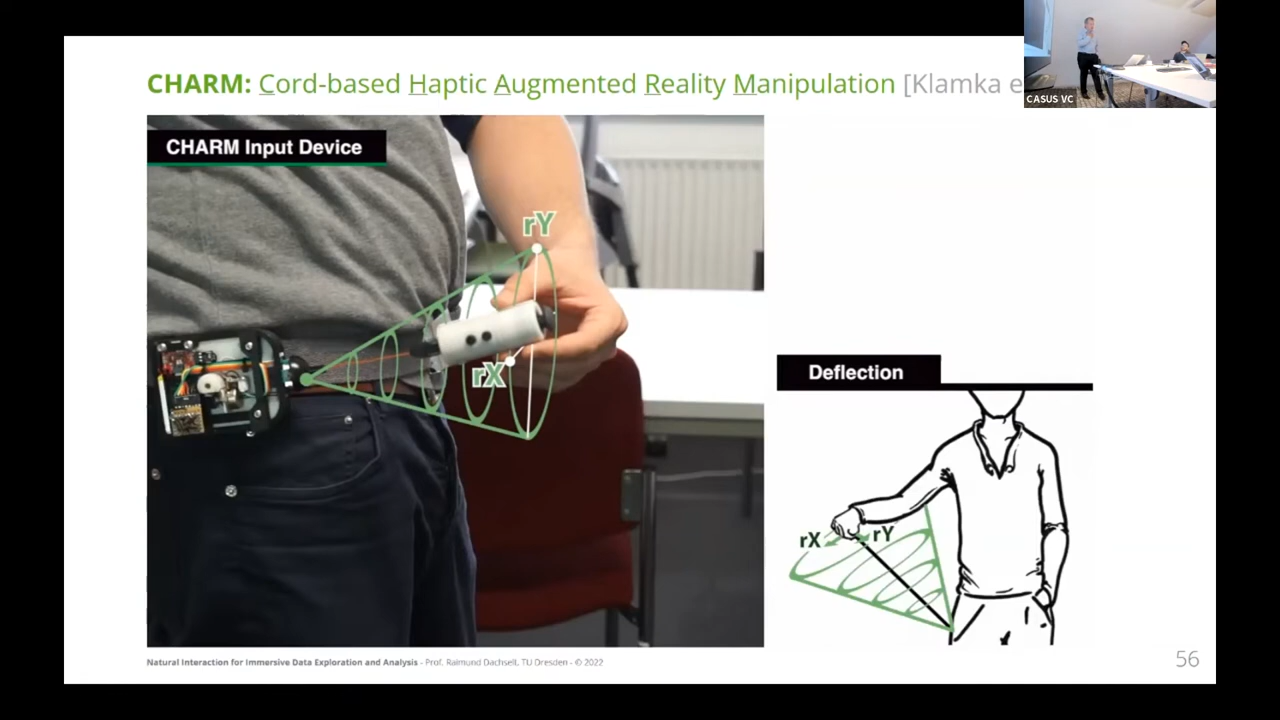 CHARM: Cord-based Haptic Augmented Reality Manipulation [Klamka e
CASUS VC
CHARM Input Device
rY
rX
Deflection
rX
rY
Natural Interaction for Immersive Data Exploration and Analysis - Prof. Raimund Dachselt, TU Dresden - © 2022
56